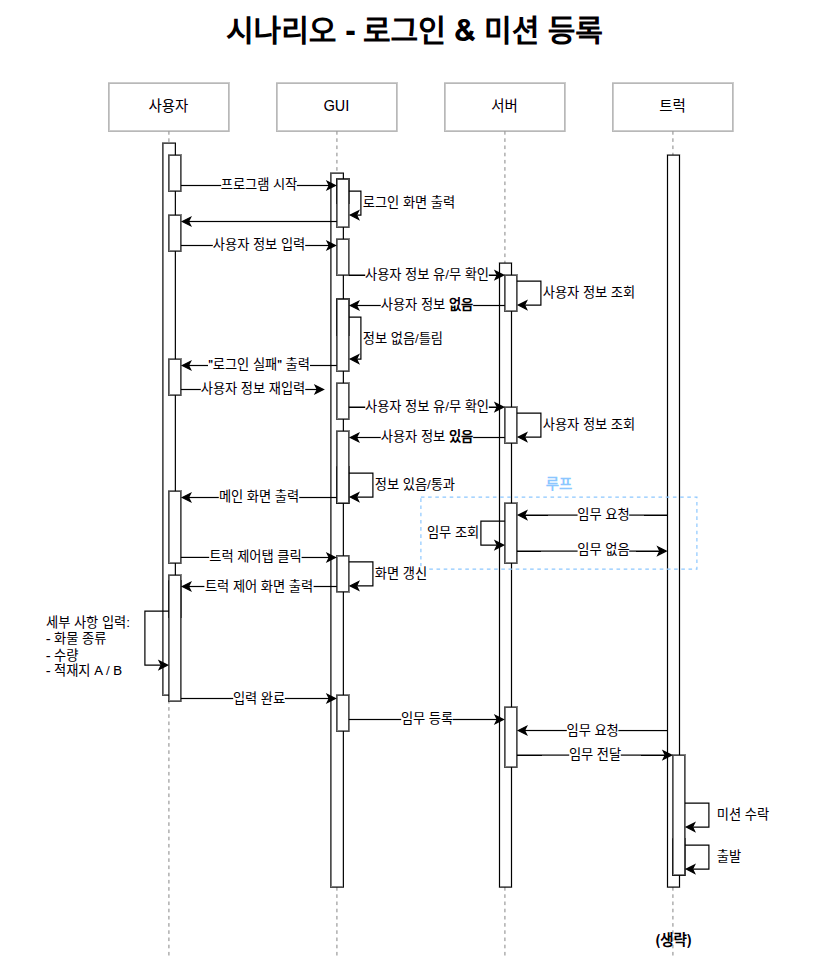 시나리오 - 로그인 & 미션 등록
사용자
GUI
서버
트럭
프로그램 시작
로그인 화면 출력
사용자 정보 입력
사용자 정보 유/무 확인
사용자 정보 조회
사용자 정보 없음
정보 없음/틀림
"로그인 실패" 출력
사용자 정보 재입력
사용자 정보 유/무 확인
사용자 정보 조회
사용자 정보 있음
정보 있음/통과
루프
메인 화면 출력
임무 요청
임무 조회
임무 없음
트럭 제어탭 클릭
화면 갱신
트럭 제어 화면 출력
세부 사항 입력:
- 화물 종류
- 수량
- 적재지 A / B
입력 완료
임무 등록
임무 요청
임무 전달
미션 수락
출발
(생략)